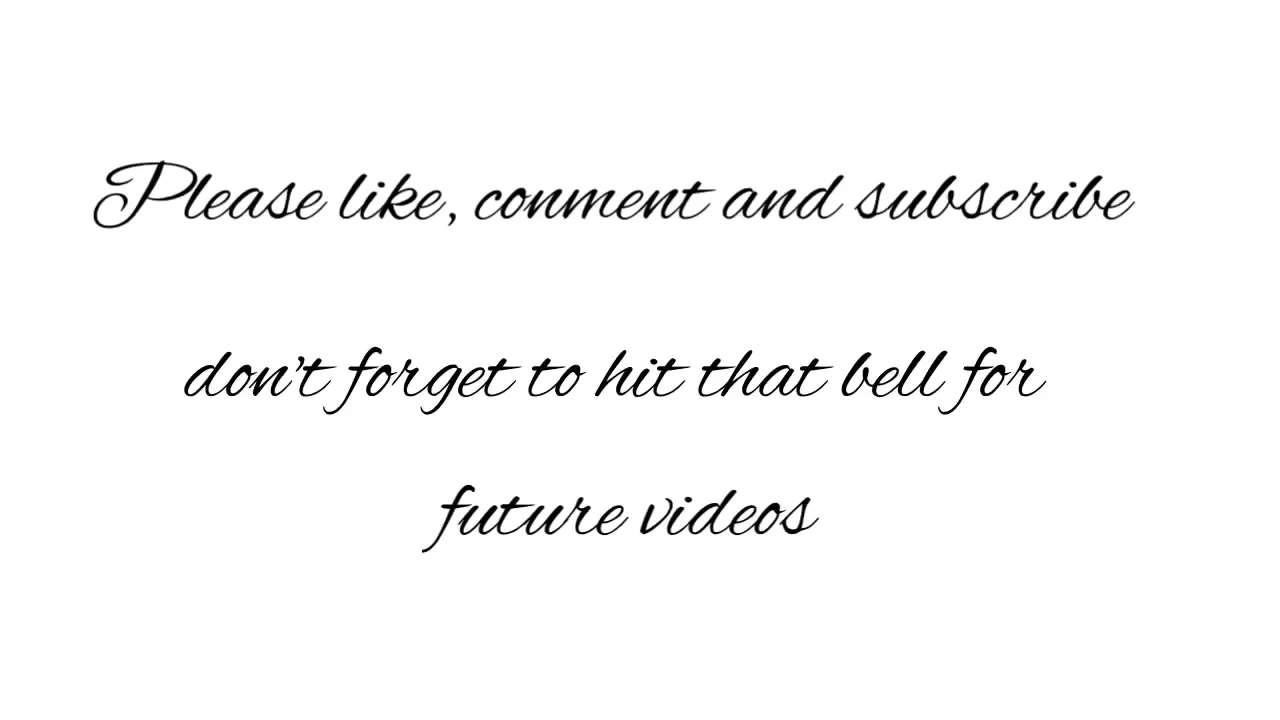 Please like, conment and subscribe
don't forget to hit that bell for
future videos